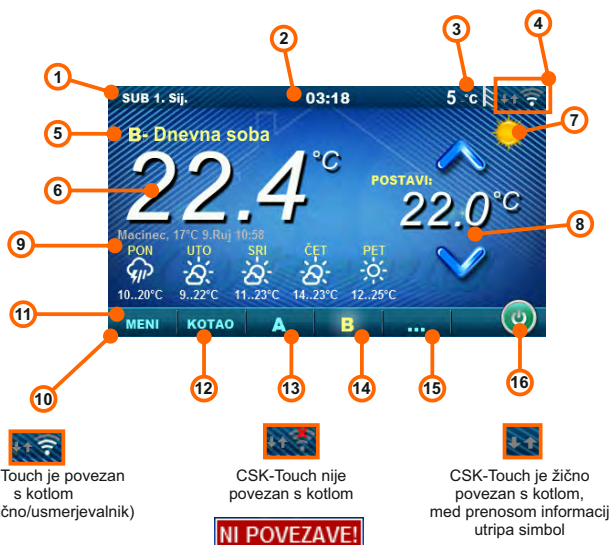 1
2
3
4
SUB 1. Sij.
03:18
5 °C
5
B- Dnevna soba
7
6
22.4°C
POSTAVI:
22.0°C
8
9
Macinec, 17°C 9.Ruj 10:58
PON UTO SRI ČET PET
10..20°C 9..22°C 11..23°C 14..23°C 12..25°C
11
MENI KOTAO A B ...
10
12
13
14
15
16
Touch je povezan
s kotlom
čno/usmerjevalnik)
CSK-Touch nije
povezan s kotlom
NI POVEZAVE!
CSK-Touch je žično
povezan s kotlom,
med prenosom informacij
utripa simbol